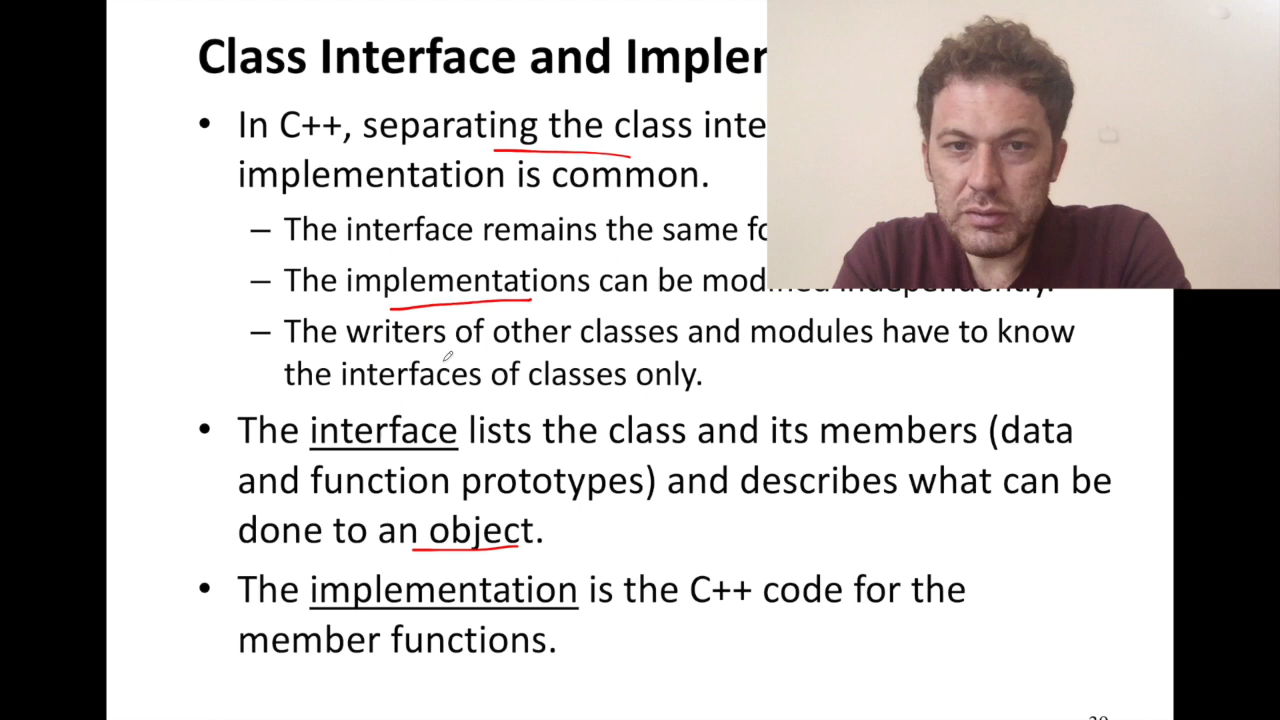 Class Interface and Imple
• In C++, separating the class inte
implementation is common.
– The interface remains the same fo
– The implementations can be modified independently.
– The writers of other classes and modules have to know
the interfaces of classes only.
• The interface lists the class and its members (data
and function prototypes) and describes what can be
done to an object.
• The implementation is the C++ code for the
member functions.